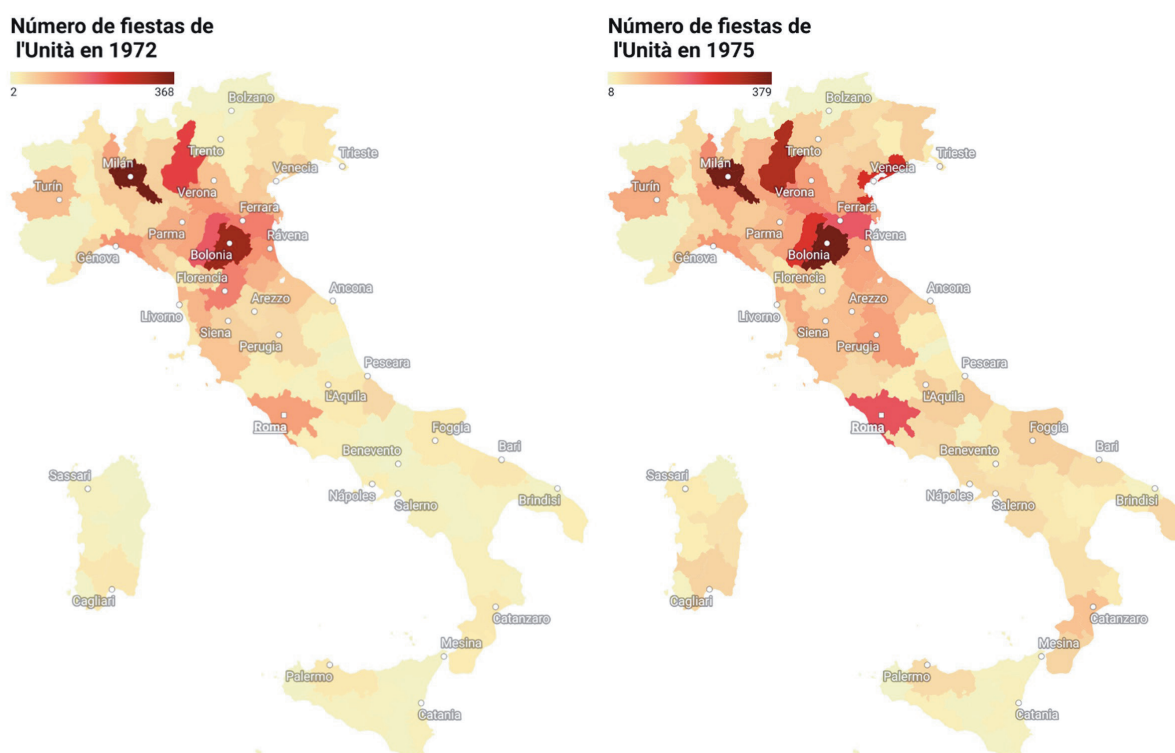 Número de fiestas de
l'Unità en 1972
2 368
Bolzano
Trento
Milán
Trieste
Venecia
Turín
Verona
Ferrara
Parma
Rávena
Bolonia
Génova
Florencia
Ancona
Arezzo
Livorno
Siena
Perugia
Pescara
L'Aquila
Roma
Foggia
Benevento
Bari
Sassari
Nápoles
Salerno
Brindisi
Cagliari
Catanzaro
Mesina
Palermo
Catania
Número de fiestas de
l'Unità en 1975
8 379
Bolzano
Trento
Milán
Trieste
Venecia
Turín
Verona
Ferrara
Parma
Rávena
Bolonia
Génova
Florencia
Ancona
Arezzo
Livorno
Siena
Perugia
Pescara
L'Aquila
Roma
Foggia
Benevento
Bari
Sassari
Nápoles
Salerno
Brindisi
Cagliari
Catanzaro
Mesina
Palermo
Catania